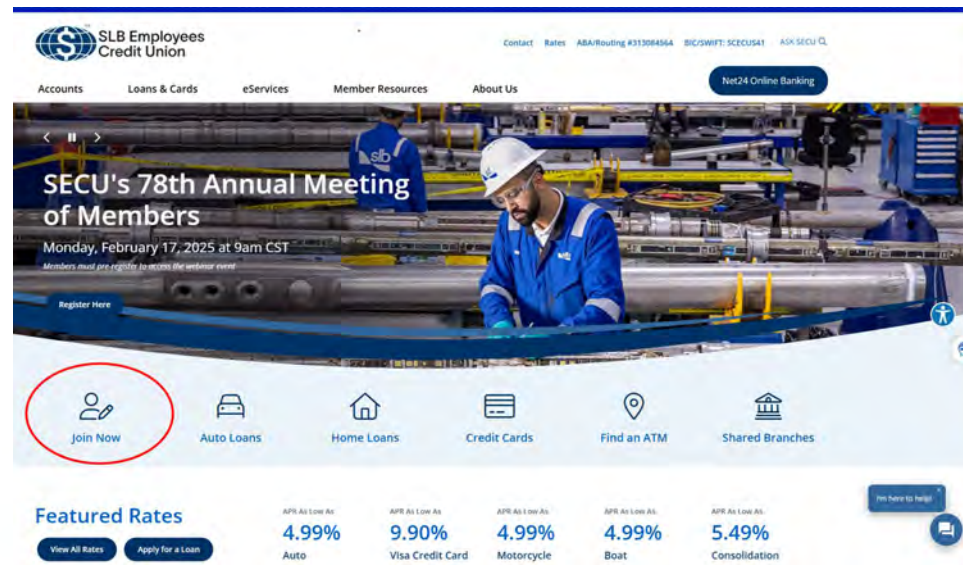 SLB Employees
Credit Union
Contact Rates ABA/Routing #313084564 BIC/SWIFT: SCECUS41 ASK SECU
Net24 Online Banking
Accounts Loans & Cards eServices Member Resources About Us
slb
SECU's 78th Annual Meeting
of Members
Monday, February 17, 2025 at 9am CST
Members must pre-register to access the webinar event
Register Here
Join Now Auto Loans Home Loans Credit Cards Find an ATM Shared Branches
I'm here to help!
Featured Rates
APR As Low As APR As Low As APR As Low As APR As Low As APR As Low As
4.99% 9.90% 4.99% 4.99% 5.49%
View All Rates Apply for a Loan Auto Visa Credit Card Motorcycle Boat Consolidation